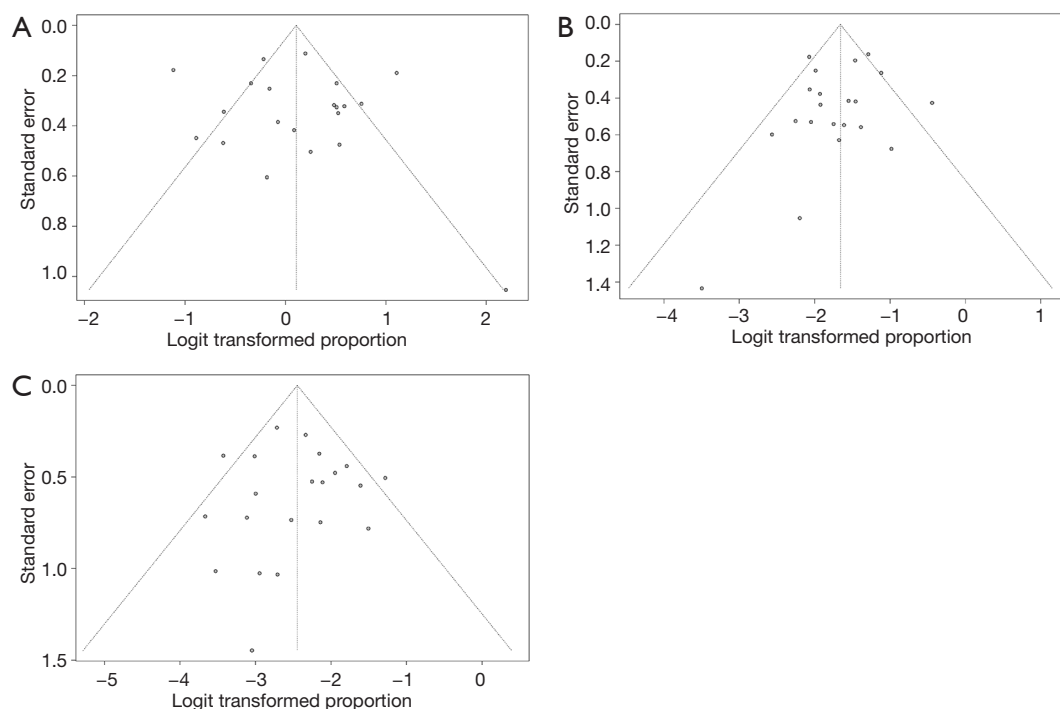 A
Standard error
0.0
0.2
0.4
0.6
0.8
1.0
−2 −1 0 1 2
Logit transformed proportion
B
Standard error
0.0
0.2
0.4
0.6
0.8
1.0
1.2
1.4
−4 −3 −2 −1 0 1
Logit transformed proportion
C
Standard error
0.0
0.5
1.0
1.5
−5 −4 −3 −2 −1 0
Logit transformed proportion